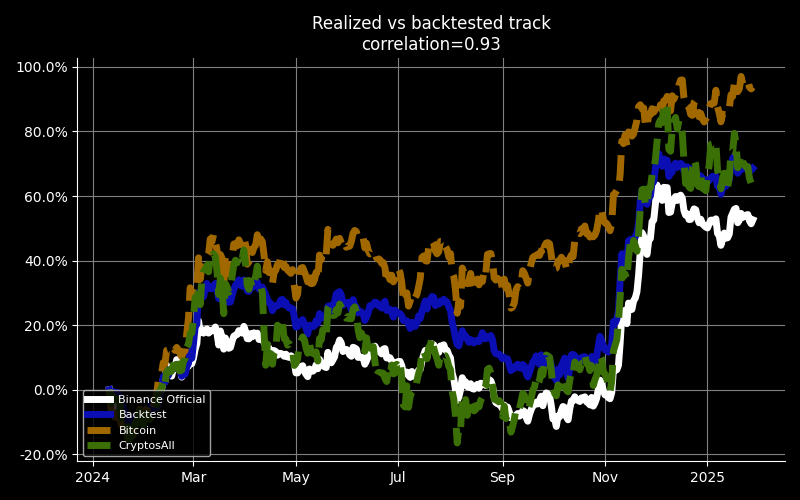 Realized vs backtested track
correlation=0.93
100.0%
80.0%
60.0%
40.0%
20.0%
0.0%
-20.0%
Binance Official
Backtest
Bitcoin
CryptosAll
2024 Mar May Jul Sep Nov 2025